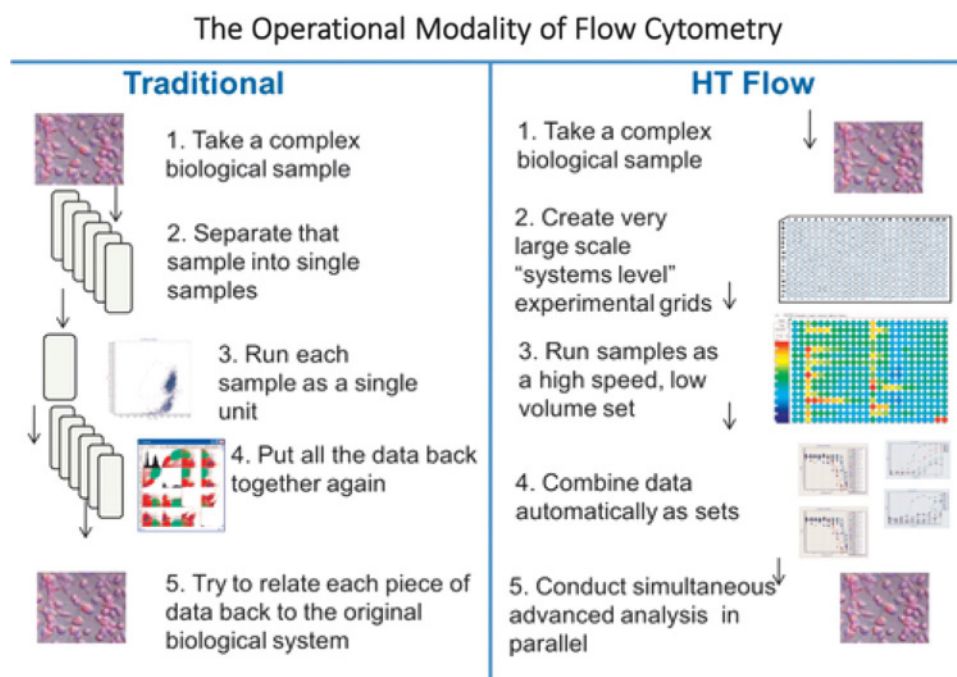 The Operational Modality of Flow Cytometry
Traditional
1. Take a complex
biological sample
2. Separate that
sample into single
samples
3. Run each
sample as a single
unit
4. Put all the data back
together again
5. Try to relate each piece of
data back to the original
biological system
HT Flow
1. Take a complex
biological sample
2. Create very
large scale
“systems level”
experimental grids
3. Run samples as
a high speed, low
volume set
4. Combine data
automatically as sets
5. Conduct simultaneous
advanced analysis in
parallel